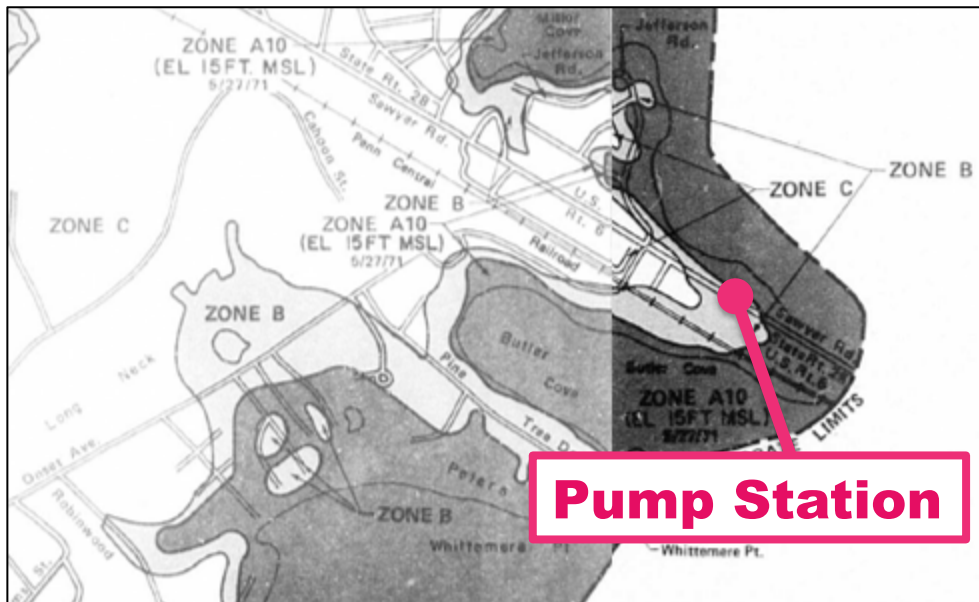 Miller
Cove
Jefferson
Rd.
Jefferson
Rd.
ZONE A10
(EL 15FT. MSL)
5/27/71
State Rt. 28
Sawyer Rd.
Penn Central
Railroad
Cahoon St.
U.S.
Rt. 6
ZONE B
ZONE C
ZONE C
ZONE B
ZONE A10
(EL 15FT MSL)
5/27/71
ZONE B
Butler
Cove
Sawyer Rd.
State Rt. 28
U.S. Rt. 6
Butler Cove
ZONE A10
(EL 15FT MSL)
5/27/71
LIMITS
Long Neck
Pine
Tree
Onset Ave.
Robinwood
St.
Peters
ZONE B
Whittemere Pt.
Whittemere Pt.
Pump Station